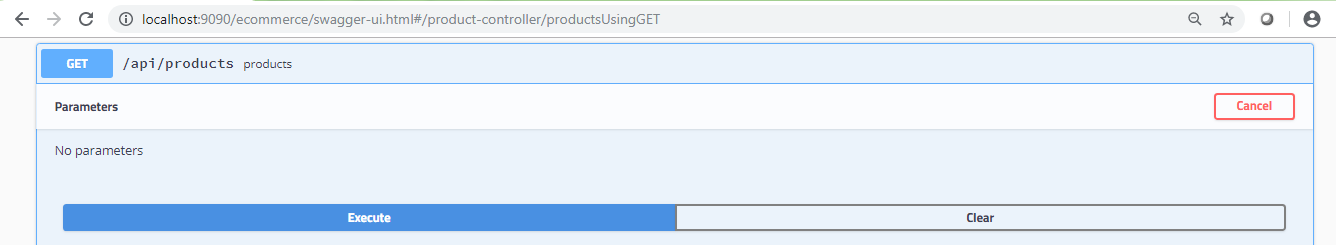 localhost:9090/ecommerce/swagger-ui.html#/product-controller/productsUsingGET
GET /api/products products
Parameters Cancel
No parameters
Execute Clear